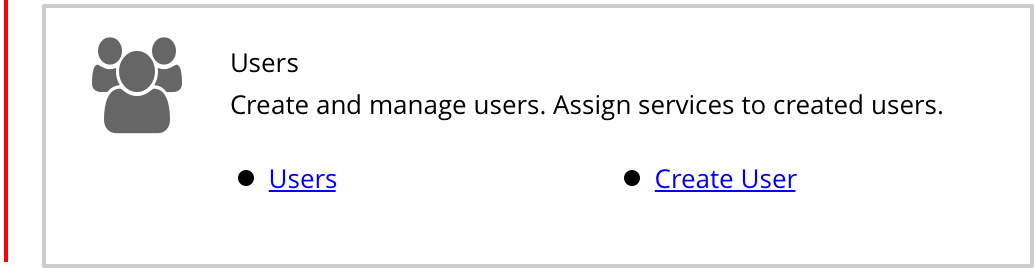 Users
Create and manage users. Assign services to created users.
Users
Create User